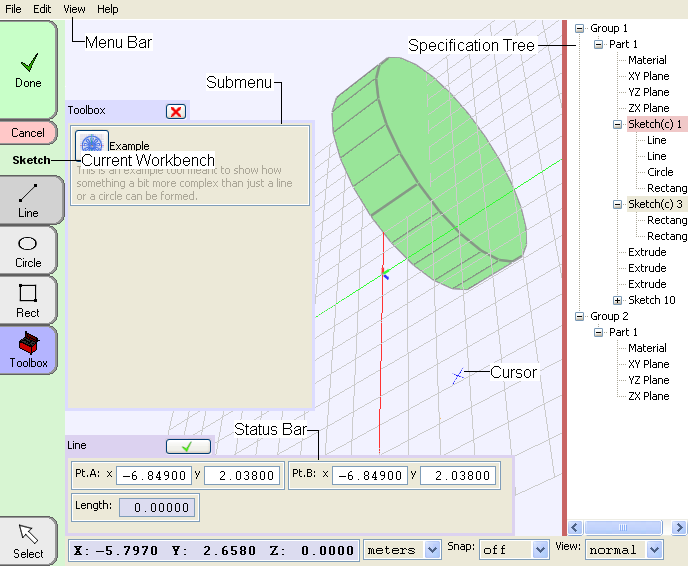 File Edit View Help
Menu Bar
Specification Tree
Submenu
Done
Cancel
Sketch
Current Workbench
Line
Circle
Rect
Toolbox
Select
Toolbox
Example
This is an example tool meant to show how
something a bit more complex than just a line
or a circle can be formed.
Cursor
Status Bar
Line
Pt.A: x -6.84900 y 2.03800 Pt.B: x -6.84900 y 2.03800
Length: 0.00000
X: -5.7970 Y: 2.6580 Z: 0.0000 meters Snap: off View: normal
Group 1
Part 1
Material
XY Plane
YZ Plane
ZX Plane
Sketch(c) 1
Line
Line
Circle
Rectang
Sketch(c) 3
Rectang
Rectang
Extrude
Extrude
Extrude
Sketch 10
Group 2
Part 1
Material
XY Plane
YZ Plane
ZX Plane